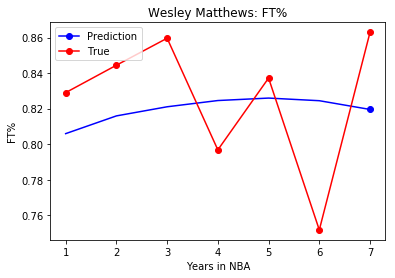 Wesley Matthews: FT%
Prediction
True
0.86
0.84
0.82
0.80
0.78
0.76
FT%
1 2 3 4 5 6 7
Years in NBA